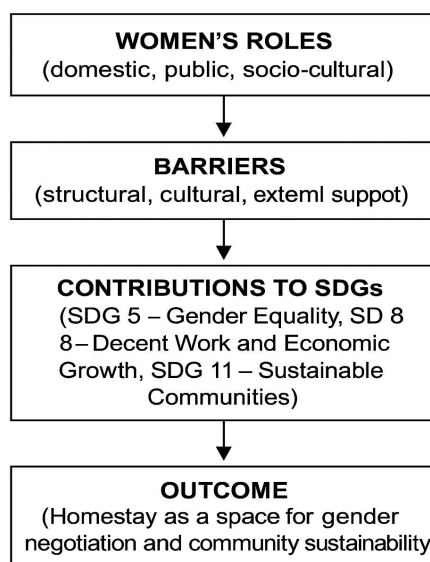 WOMEN'S ROLES
(domestic, public, socio-cultural)
BARRIERS
(structural, cultural, exteml suppot)
CONTRIBUTIONS TO SDGs
(SDG 5 – Gender Equality, SD 8
8 – Decent Work and Economic
Growth, SDG 11 – Sustainable
Communities)
OUTCOME
(Homestay as a space for gender
negotiation and community sustainability